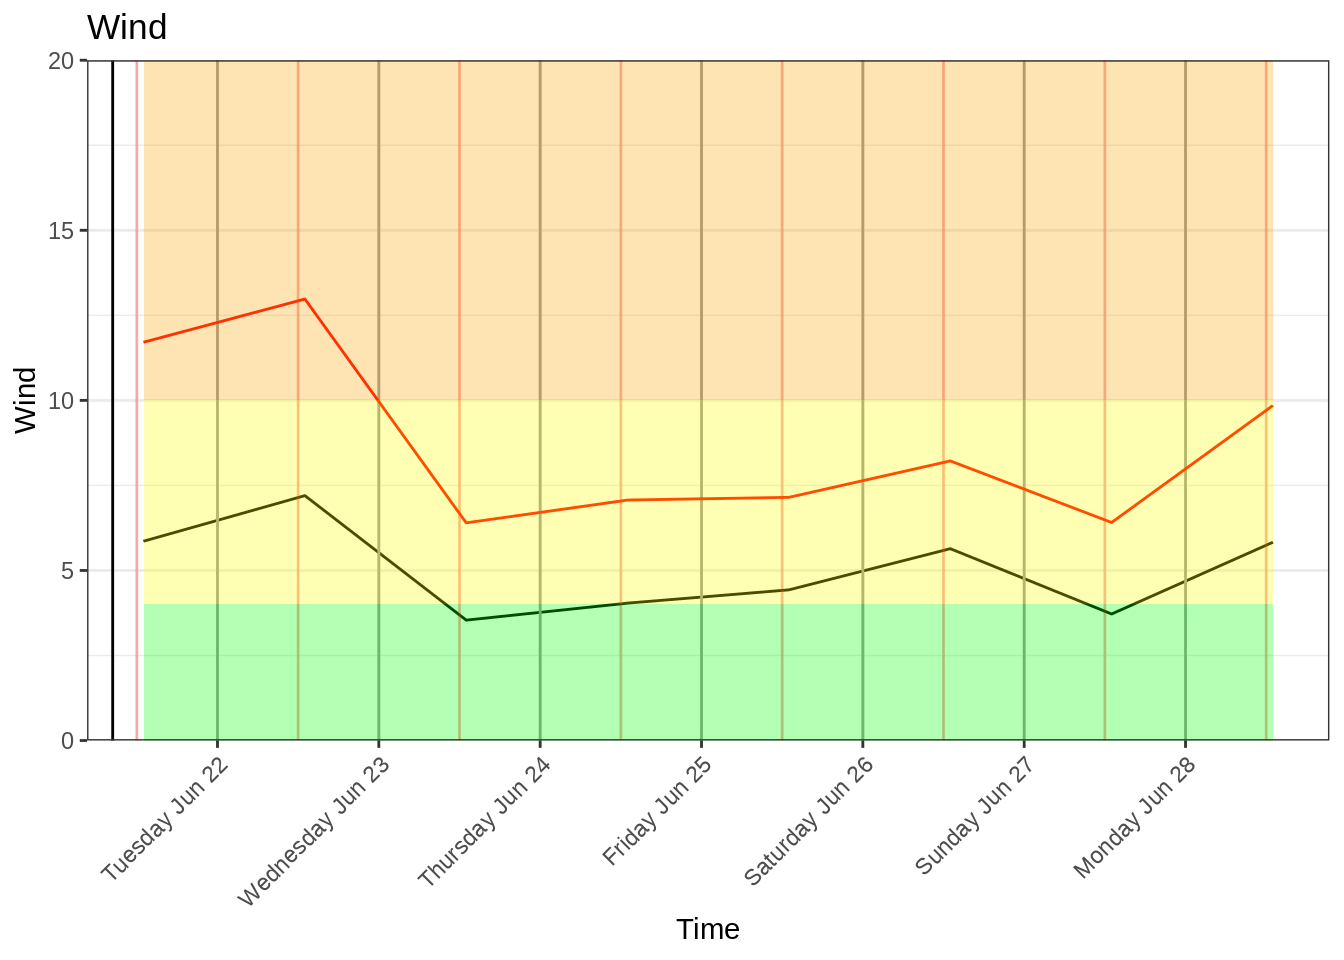 Wind
20
15
10
5
0
Wind
Tuesday Jun 22
Wednesday Jun 23
Thursday Jun 24
Friday Jun 25
Saturday Jun 26
Sunday Jun 27
Monday Jun 28
Time